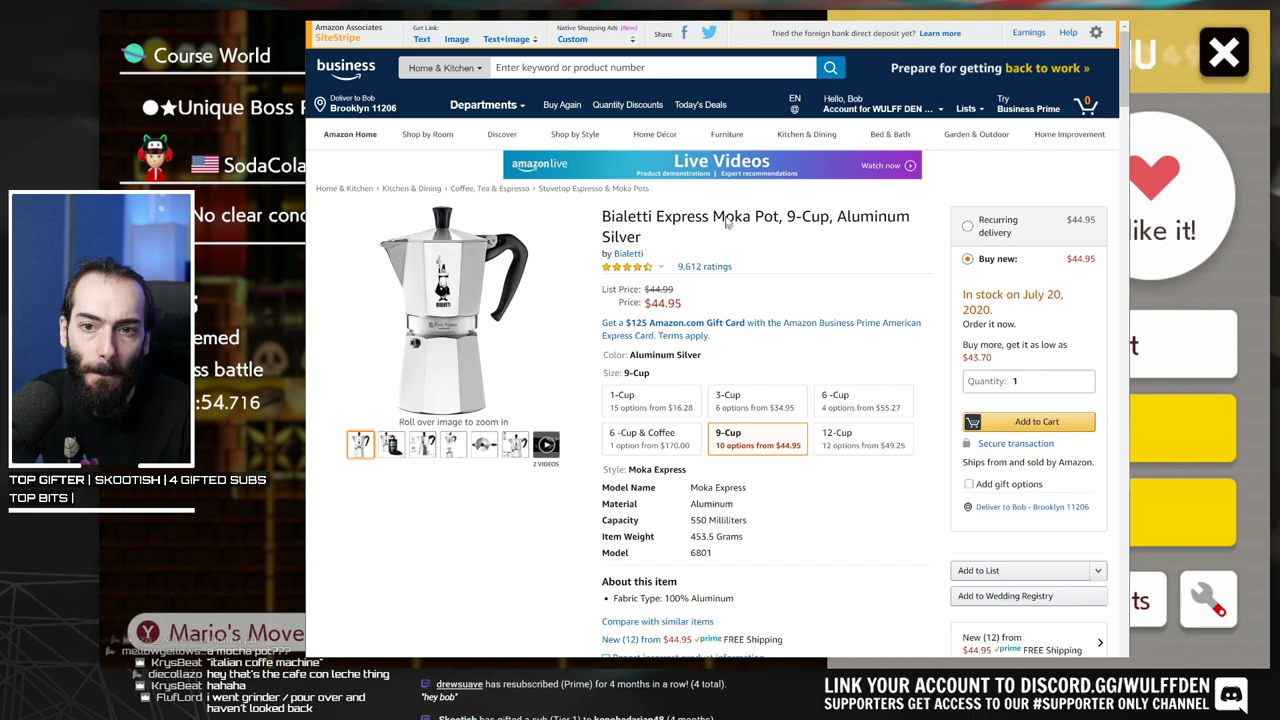 Course World
Unique Boss
SodaCola
No clear cond
.54.716
Mario's Move
TOP GIFTER | SKOOTISH | 4 GIFTED SUBS
TOP BITS |
mellowyellows: a mocha pot???
KrysBeat "italian coffe machine"
diecollazo hey that's the cafe con leche thing
KrysBeat hahaha
FlufLord i went grinder / pour over and
haven't looked back
Amazon Associates
SiteStripe
Get Link:
Text Image Text+Image
Native Shopping Ads (New)
Custom
Share:
Tried the foreign bank direct deposit yet? Learn more
Earnings Help
business
Home & Kitchen
Enter keyword or product number
Prepare for getting back to work »
Deliver to Bob
Brooklyn 11206
Departments
Buy Again Quantity Discounts Today's Deals
EN
Hello, Bob
Account for WULFF DEN ...
Lists
Try
Business Prime
0
Amazon Home Shop by Room Discover Shop by Style Home Décor Furniture Kitchen & Dining Bed & Bath Garden & Outdoor Home Improvement
amazonlive
Live Videos
Product demonstrations | Expert recommendations
Watch now
Home & Kitchen › Kitchen & Dining › Coffee, Tea & Espresso › Stovetop Espresso & Moka Pots
BIALETTI
Roll over image to zoom in
2 VIDEOS
Bialetti Express Moka Pot, 9-Cup, Aluminum
Silver
by Bialetti
9,612 ratings
List Price: $44.99
Price: $44.95
Get a $125 Amazon.com Gift Card with the Amazon Business Prime American
Express Card. Terms apply.
Color: Aluminum Silver
Size: 9-Cup
1-Cup
15 options from $16.28
3-Cup
6 options from $34.95
6 -Cup
4 options from $55.27
6 -Cup & Coffee
1 option from $170.00
9-Cup
10 options from $44.95
12-Cup
12 options from $49.25
Style: Moka Express
Model Name Moka Express
Material Aluminum
Capacity 550 Milliliters
Item Weight 453.5 Grams
Model 6801
About this item
• Fabric Type: 100% Aluminum
Compare with similar items
New (12) from $44.95 prime FREE Shipping
Report incorrect product information
Recurring
delivery
$44.95
Buy new: $44.95
In stock on July 20,
2020.
Order it now.
Buy more, get it as low as
$43.70
Quantity: 1
Add to Cart
Secure transaction
Ships from and sold by Amazon.
Add gift options
Deliver to Bob - Brooklyn 11206
Add to List
Add to Wedding Registry
New (12) from
$44.95 prime FREE Shipping
like it!
drewsuave has resubscribed (Prime) for 4 months in a row! (4 total).
"hey bob"
LINK YOUR ACCOUNT TO DISCORD.GG/WULFFDEN
SUPPORTERS GET ACCESS TO OUR #SUPPORTER ONLY CHANNEL